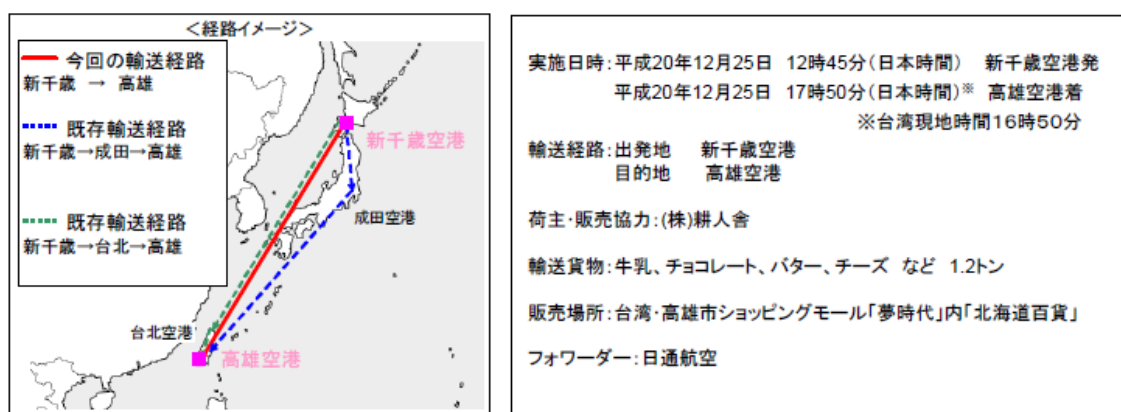 ＜経路イメージ＞
今回の輸送経路
新千歳 → 高雄
既存輸送経路
新千歳→成田→高雄
既存輸送経路
新千歳→台北→高雄
新千歳空港
成田空港
台北空港
高雄空港
実施日時：平成20年12月25日 12時45分（日本時間） 新千歳空港発
平成20年12月25日 17時50分（日本時間）※ 高雄空港着
※台湾現地時間16時50分
輸送経路：出発地 新千歳空港
目的地 高雄空港
荷主・販売協力：(株)耕人舎
輸送貨物：牛乳、チョコレート、バター、チーズ など 1.2トン
販売場所：台湾・高雄市ショッピングモール「夢時代」内「北海道百貨」
フォワーダー：日通航空